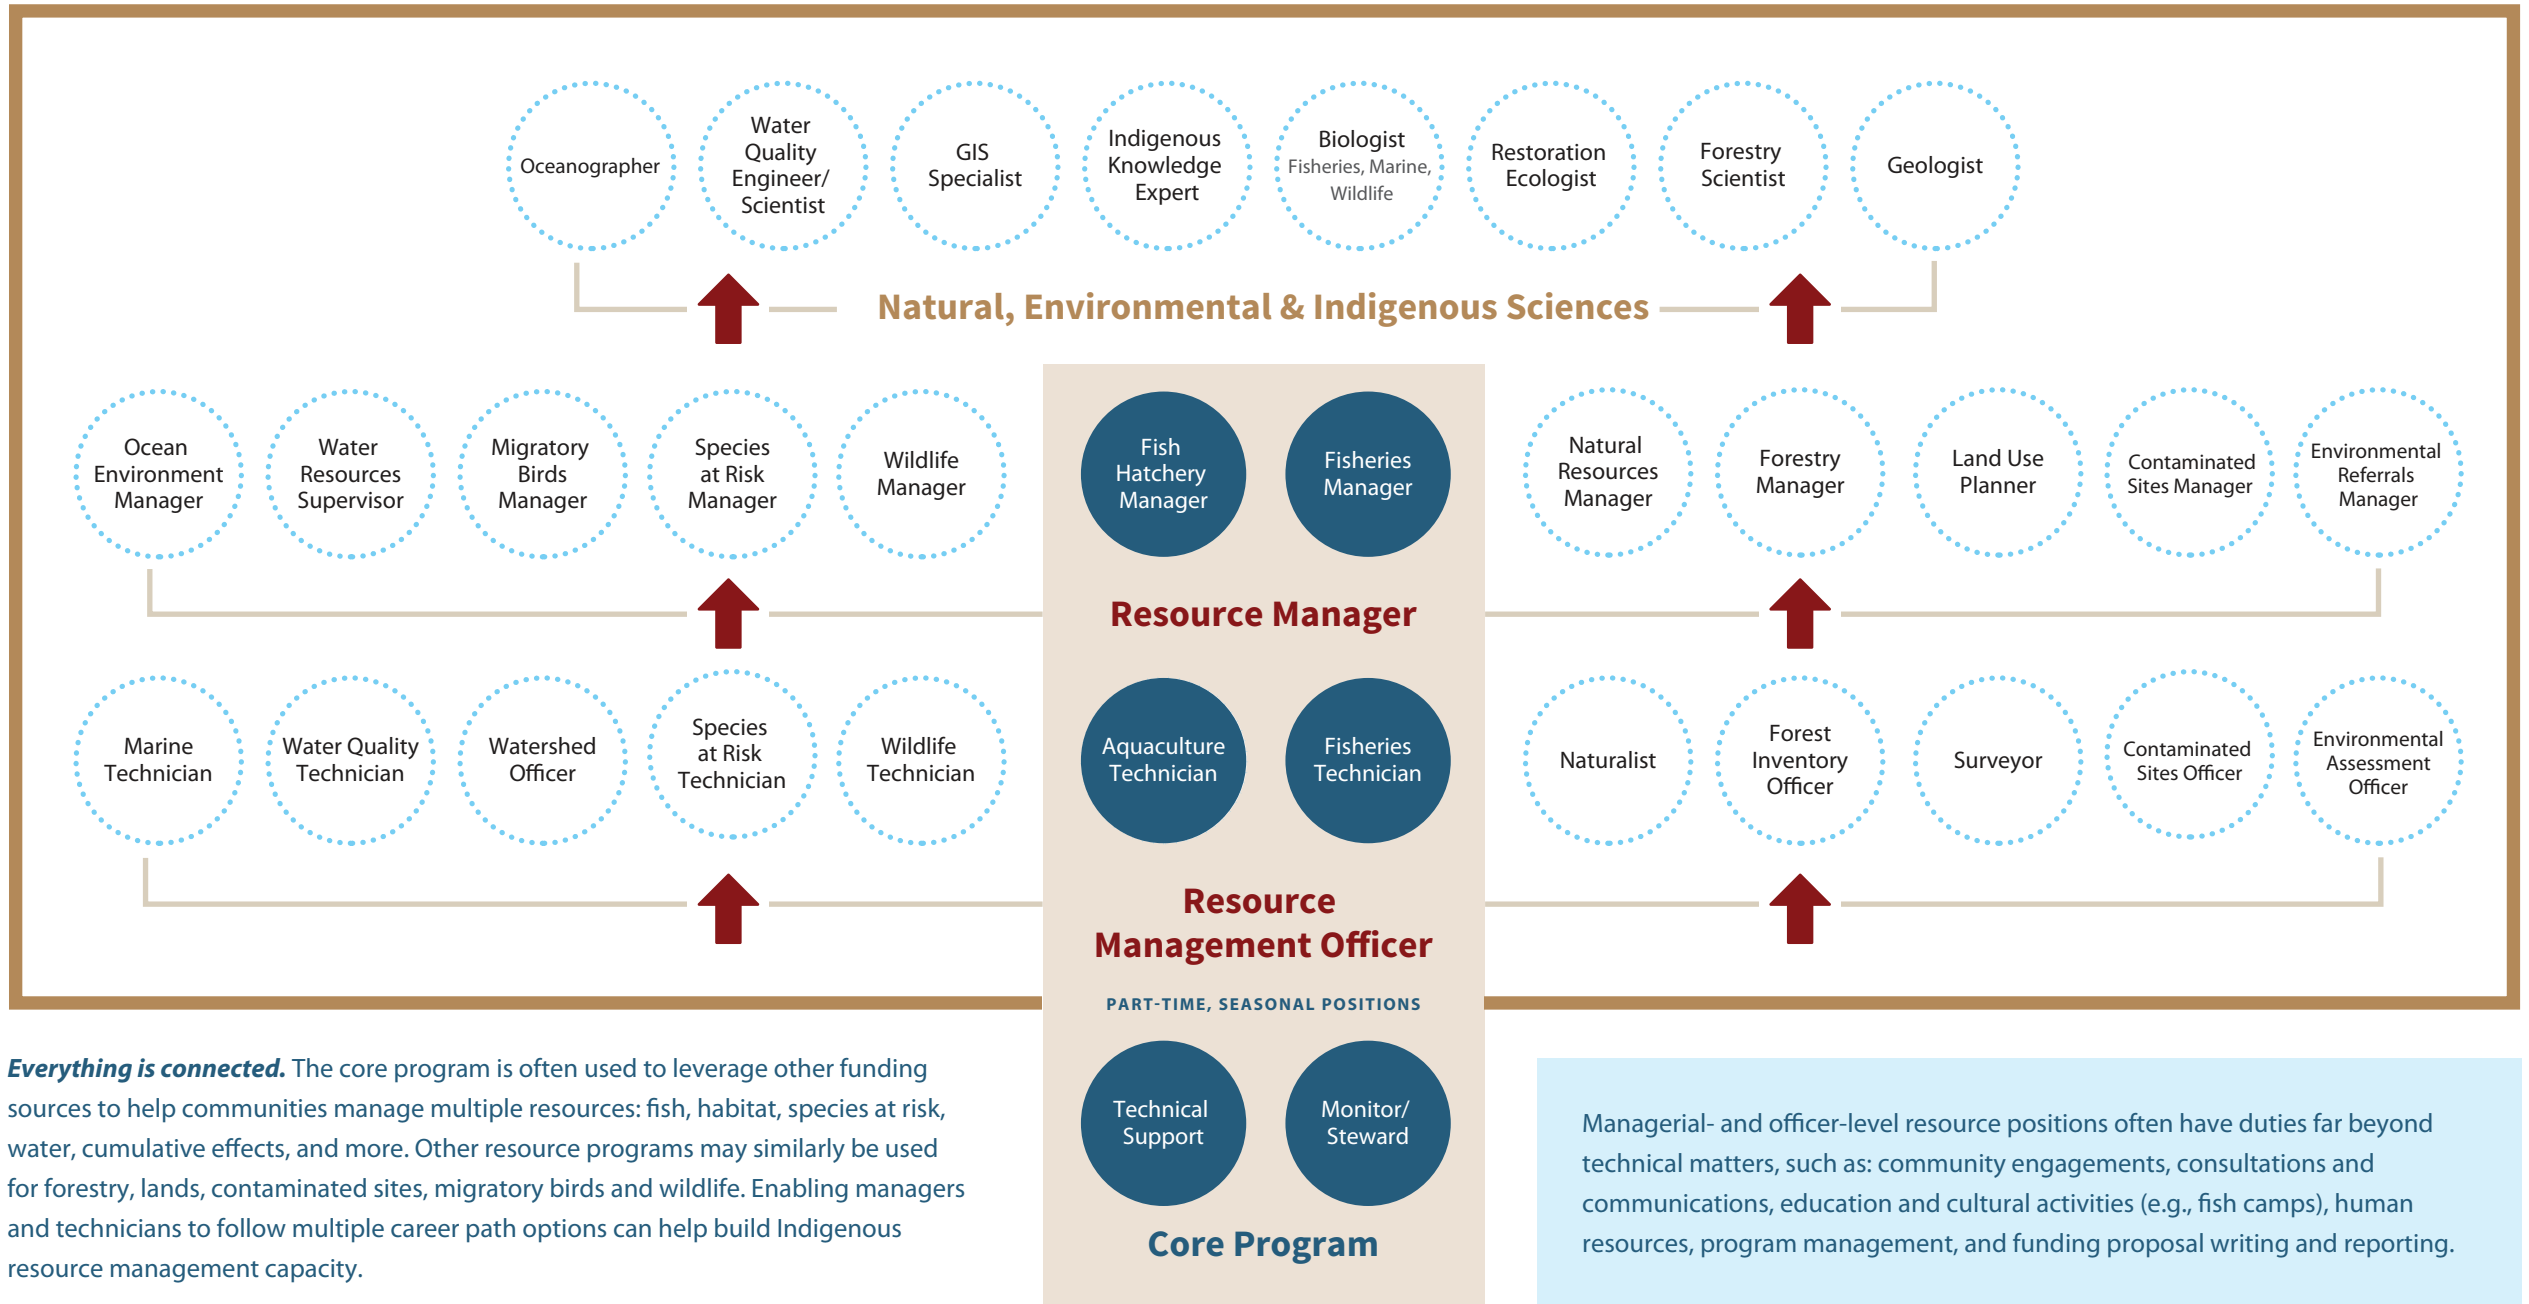 Oceanographer
Water
Quality
Engineer/
Scientist
GIS
Specialist
Indigenous
Knowledge
Expert
Biologist
Fisheries, Marine,
Wildlife
Restoration
Ecologist
Forestry
Scientist
Geologist
Natural, Environmental & Indigenous Sciences
Ocean
Environment
Manager
Water
Resources
Supervisor
Migratory
Birds
Manager
Species
at Risk
Manager
Wildlife
Manager
Fish
Hatchery
Manager
Fisheries
Manager
Natural
Resources
Manager
Forestry
Manager
Land Use
Planner
Contaminated
Sites Manager
Environmental
Referrals
Manager
Resource Manager
Marine
Technician
Water Quality
Technician
Watershed
Officer
Species
at Risk
Technician
Wildlife
Technician
Aquaculture
Technician
Fisheries
Technician
Naturalist
Forest
Inventory
Officer
Surveyor
Contaminated
Sites Officer
Environmental
Assessment
Officer
Resource
Management Officer
PART-TIME, SEASONAL POSITIONS
Technical
Support
Monitor/
Steward
Core Program
Everything is connected. The core program is often used to leverage other funding
sources to help communities manage multiple resources: fish, habitat, species at risk,
water, cumulative effects, and more. Other resource programs may similarly be used
for forestry, lands, contaminated sites, migratory birds and wildlife. Enabling managers
and technicians to follow multiple career path options can help build Indigenous
resource management capacity.
Managerial- and officer-level resource positions often have duties far beyond
technical matters, such as: community engagements, consultations and
communications, education and cultural activities (e.g., fish camps), human
resources, program management, and funding proposal writing and reporting.